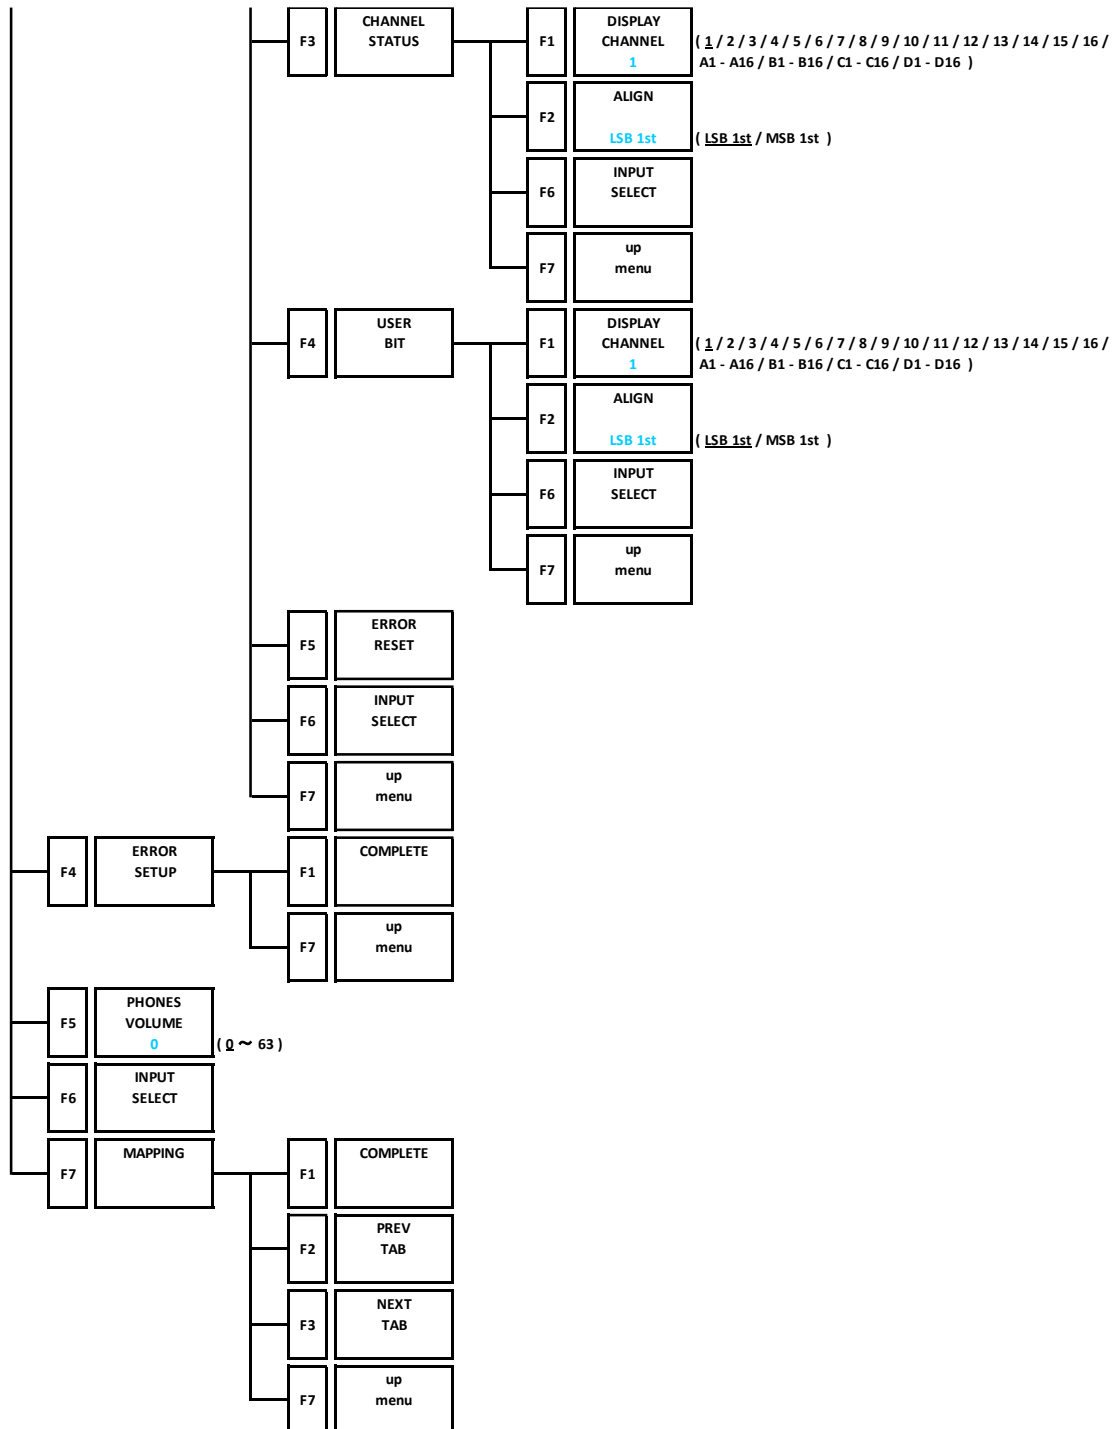 F3
CHANNEL
STATUS
F1
DISPLAY
CHANNEL
1
( 1 / 2 / 3 / 4 / 5 / 6 / 7 / 8 / 9 / 10 / 11 / 12 / 13 / 14 / 15 / 16 /
A1 - A16 / B1 - B16 / C1 - C16 / D1 - D16 )
F2
ALIGN
LSB 1st
( LSB 1st / MSB 1st )
F6
INPUT
SELECT
F7
up
menu
F4
USER
BIT
F1
DISPLAY
CHANNEL
1
( 1 / 2 / 3 / 4 / 5 / 6 / 7 / 8 / 9 / 10 / 11 / 12 / 13 / 14 / 15 / 16 /
A1 - A16 / B1 - B16 / C1 - C16 / D1 - D16 )
F2
ALIGN
LSB 1st
( LSB 1st / MSB 1st )
F6
INPUT
SELECT
F7
up
menu
F5
ERROR
RESET
F6
INPUT
SELECT
F7
up
menu
F4
ERROR
SETUP
F1
COMPLETE
F7
up
menu
F5
PHONES
VOLUME
0
( 0 ～ 63 )
F6
INPUT
SELECT
F7
MAPPING
F1
COMPLETE
F2
PREV
TAB
F3
NEXT
TAB
F7
up
menu